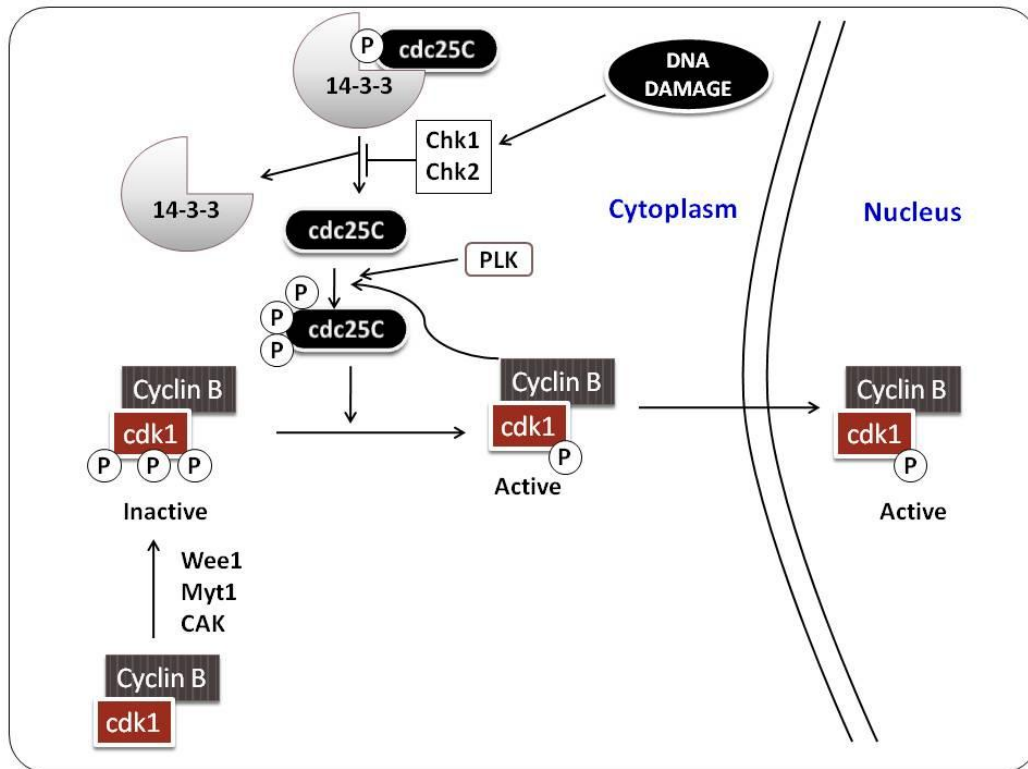 P
cdc25C
14-3-3
DNA
DAMAGE
Chk1
Chk2
14-3-3
Cytoplasm
Nucleus
cdc25C
PLK
P
P
cdc25C
P
Cyclin B
cdk1
P
P
P
Inactive
Cyclin B
cdk1
P
Active
Cyclin B
cdk1
P
Active
Wee1
Myt1
CAK
Cyclin B
cdk1